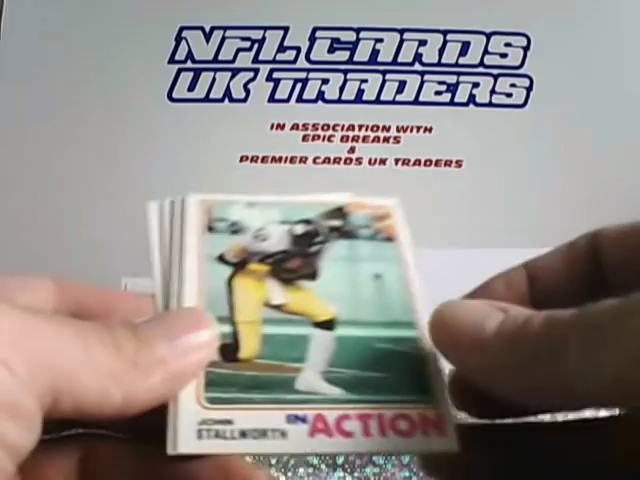 NFL CARDS
UK TRADERS
IN ASSOCIATION WITH
EPIC BREAKS
&
PREMIER CARDS UK TRADERS
JOHN
STALLWORTH
IN ACTION